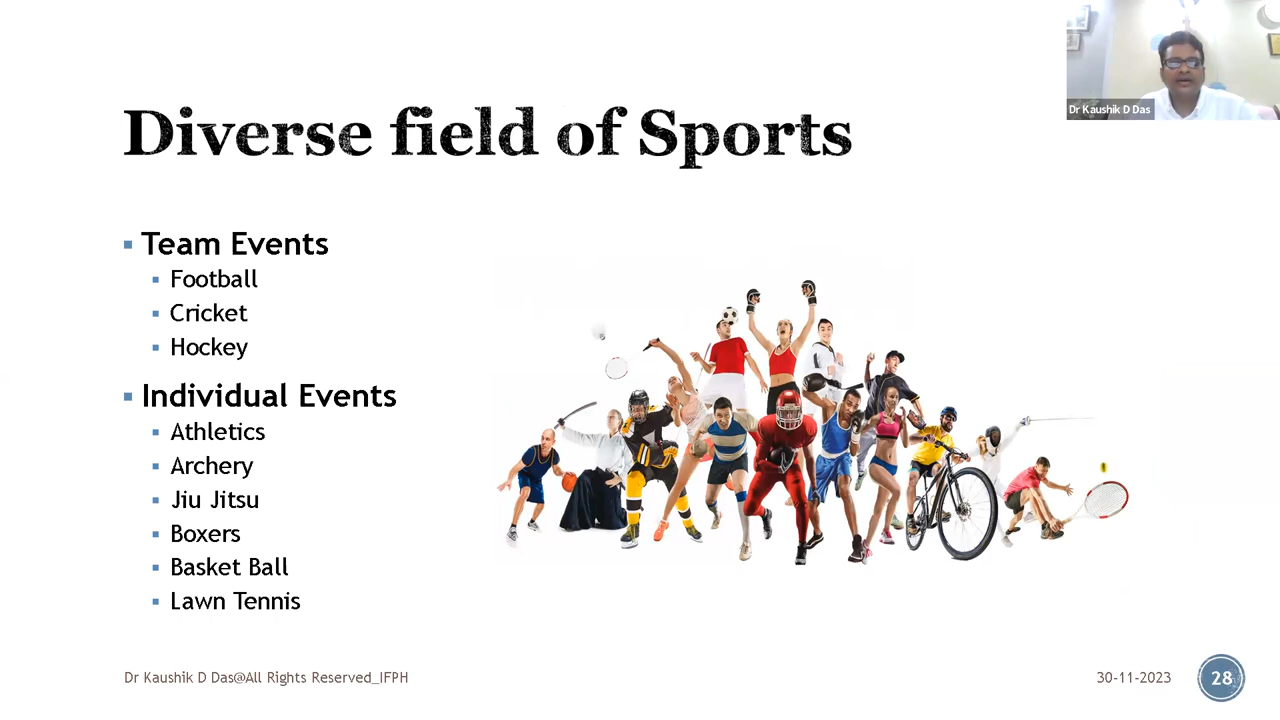 Dr Kaushik D Das
Diverse field of Sports
Team Events
Football
Cricket
Hockey
Individual Events
Athletics
Archery
Jiu Jitsu
Boxers
Basket Ball
Lawn Tennis
Dr Kaushik D Das@All Rights Reserved_IFPH
30-11-2023
28